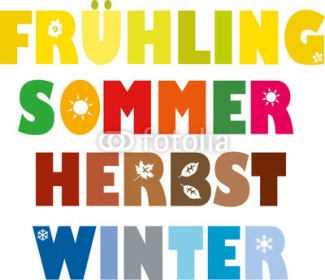 FRÜHLING
SOMMER
fotolia
HERBST
WINTER